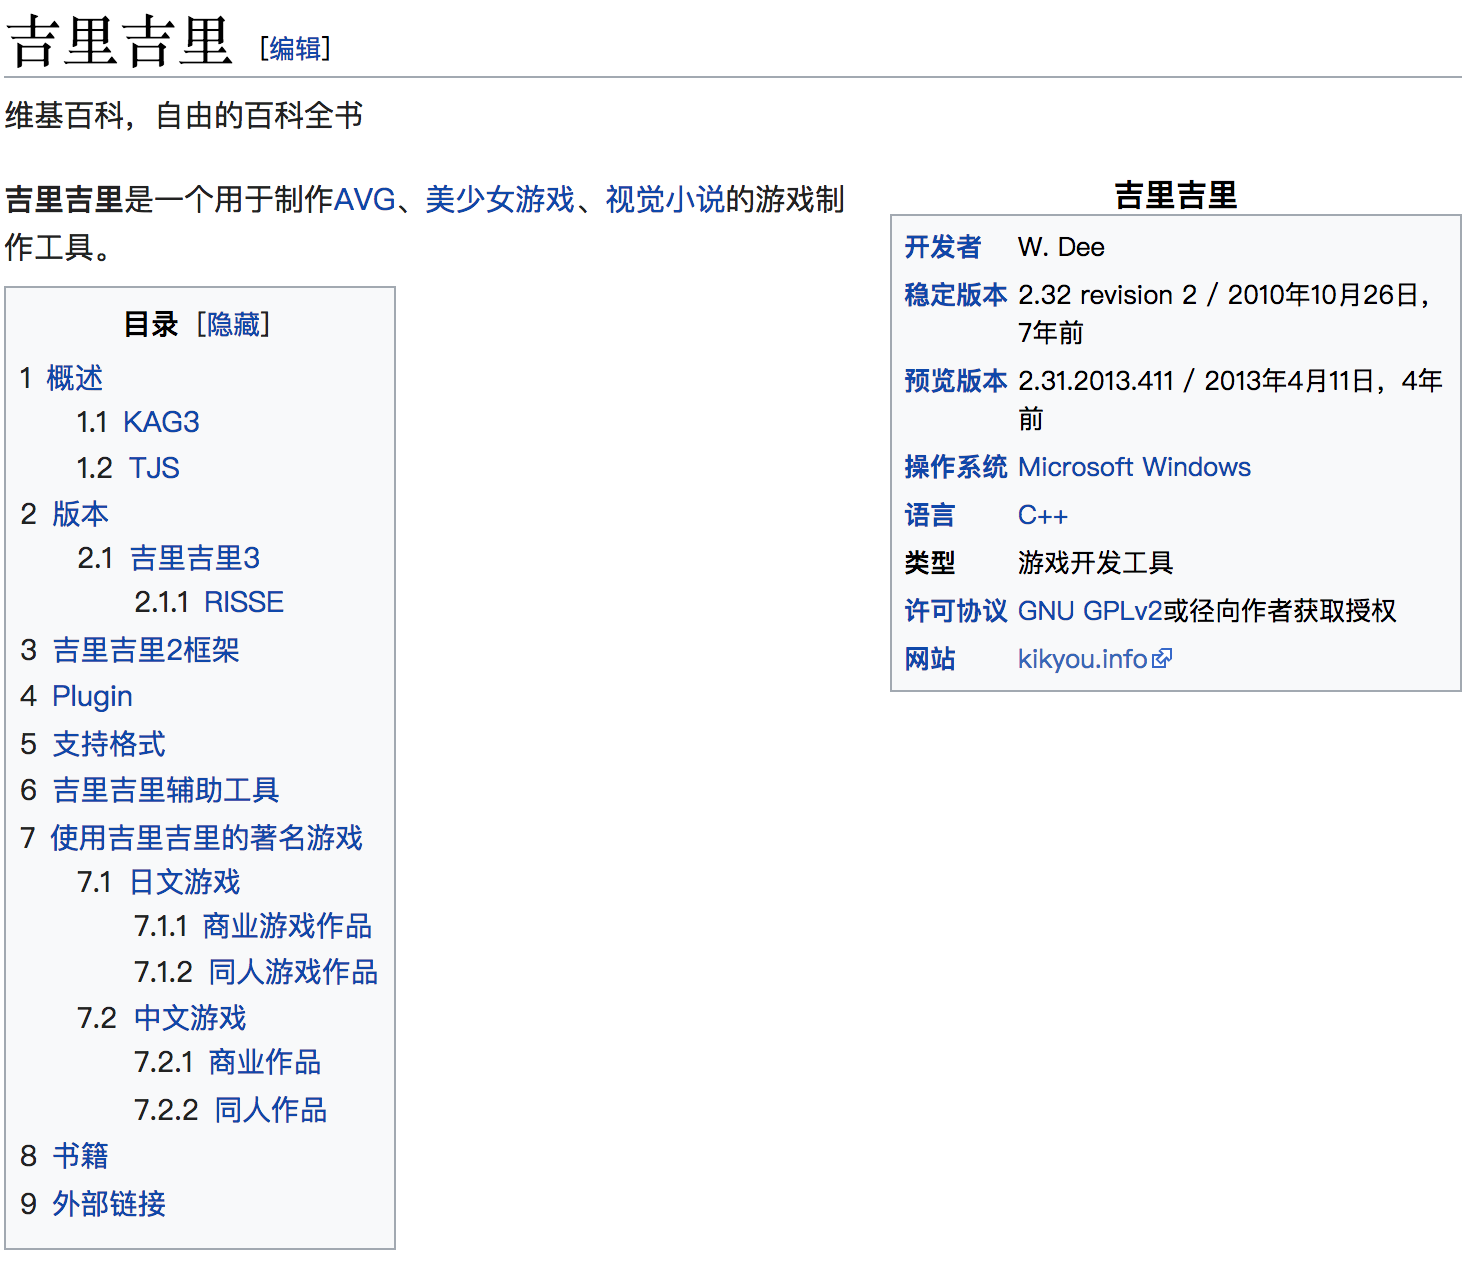 吉里吉里 [编辑]
维基百科，自由的百科全书
吉里吉里是一个用于制作AVG、美少女游戏、视觉小说的游戏制
作工具。
目录 [隐藏]
1 概述
1.1 KAG3
1.2 TJS
2 版本
2.1 吉里吉里3
2.1.1 RISSE
3 吉里吉里2框架
4 Plugin
5 支持格式
6 吉里吉里辅助工具
7 使用吉里吉里的著名游戏
7.1 日文游戏
7.1.1 商业游戏作品
7.1.2 同人游戏作品
7.2 中文游戏
7.2.1 商业作品
7.2.2 同人作品
8 书籍
9 外部链接
吉里吉里
开发者 W. Dee
稳定版本 2.32 revision 2 / 2010年10月26日，
7年前
预览版本 2.31.2013.411 / 2013年4月11日，4年
前
操作系统 Microsoft Windows
语言 C++
类型 游戏开发工具
许可协议 GNU GPLv2或径向作者获取授权
网站 kikyou.info